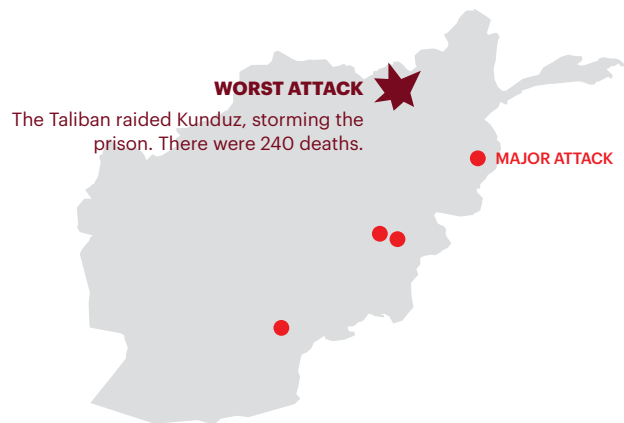 WORST ATTACK
The Taliban raided Kunduz, storming the
prison. There were 240 deaths.
MAJOR ATTACK